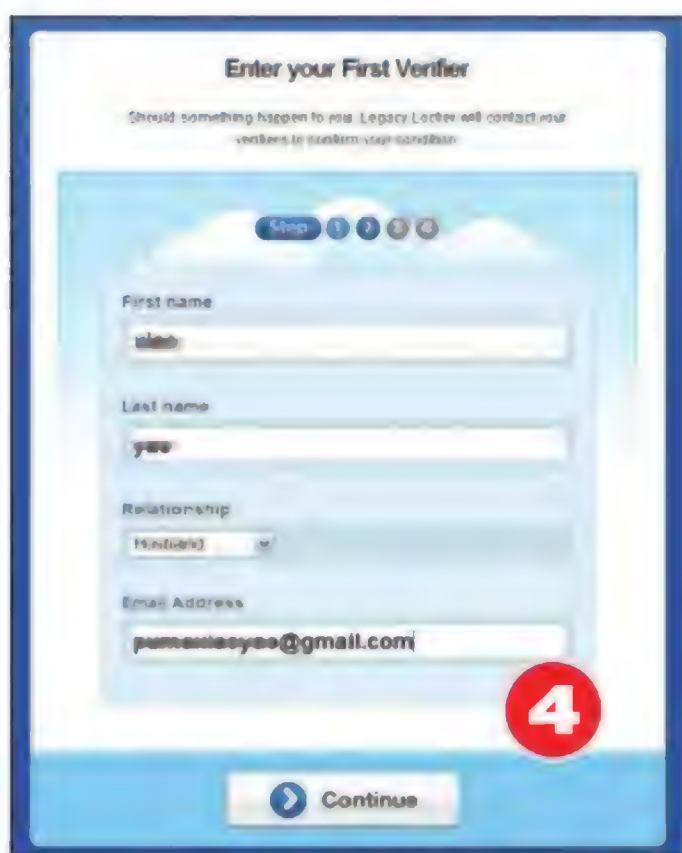 Enter your First Verifier
Should something happen to you, Legacy Locker will contact your
verifiers to confirm your condition
Step 1 3 4
First name
Last name
Relationship
Husband
Email Address
@gmail.com
4
Continue